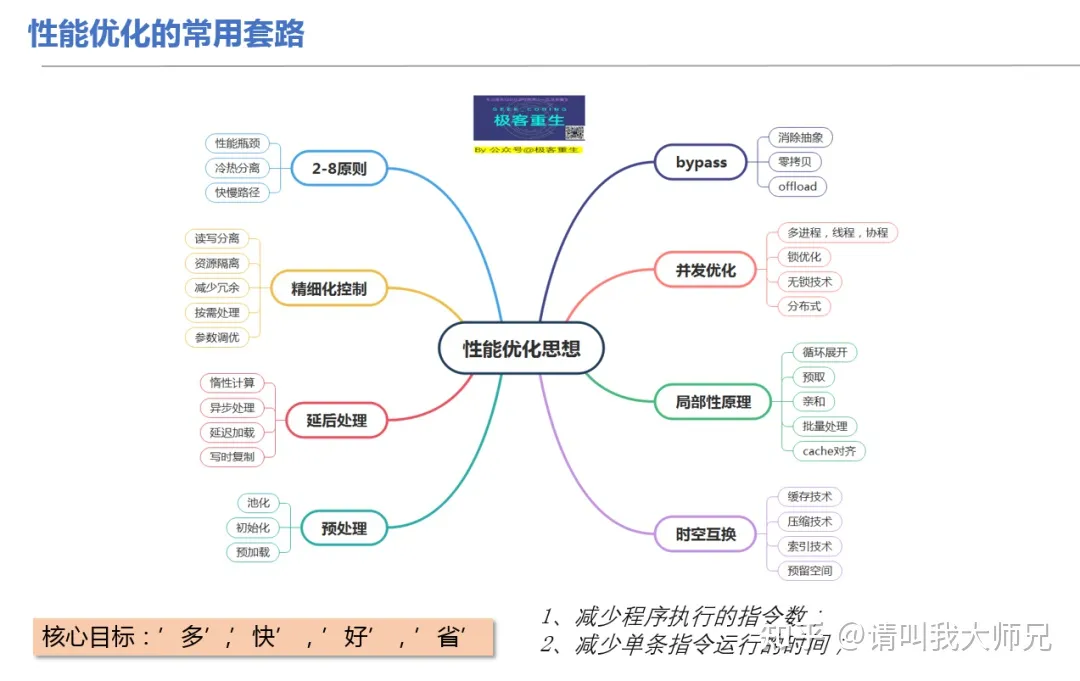 性能优化的常用套路
极客重生
By 公众号@极客重生
性能优化思想
2-8原则
性能瓶颈
冷热分离
快慢路径
精细化控制
读写分离
资源隔离
减少冗余
按需处理
参数调优
延后处理
惰性计算
异步处理
延迟加载
写时复制
预处理
池化
初始化
预加载
bypass
消除抽象
零拷贝
offload
并发优化
多进程，线程，协程
锁优化
无锁技术
分布式
局部性原理
循环展开
预取
亲和
批量处理
cache对齐
时空互换
缓存技术
压缩技术
索引技术
预留空间
核心目标：'多','快','好','省'
1、减少程序执行的指令数；
2、减少单条指令运行的时间；
知乎 @请叫我大师兄